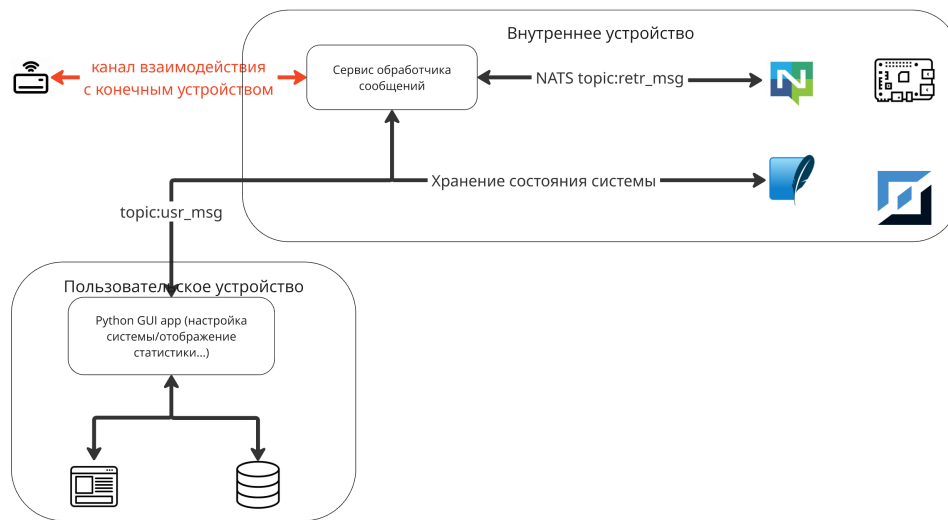 Внутреннее устройство
канал взаимодействия
с конечным устройством
Сервис обработчика
сообщений
NATS topic:retr_msg
Хранение состояния системы
topic:usr_msg
Пользовательское устройство
Python GUI app (настройка
системы/отображение
статистики...)